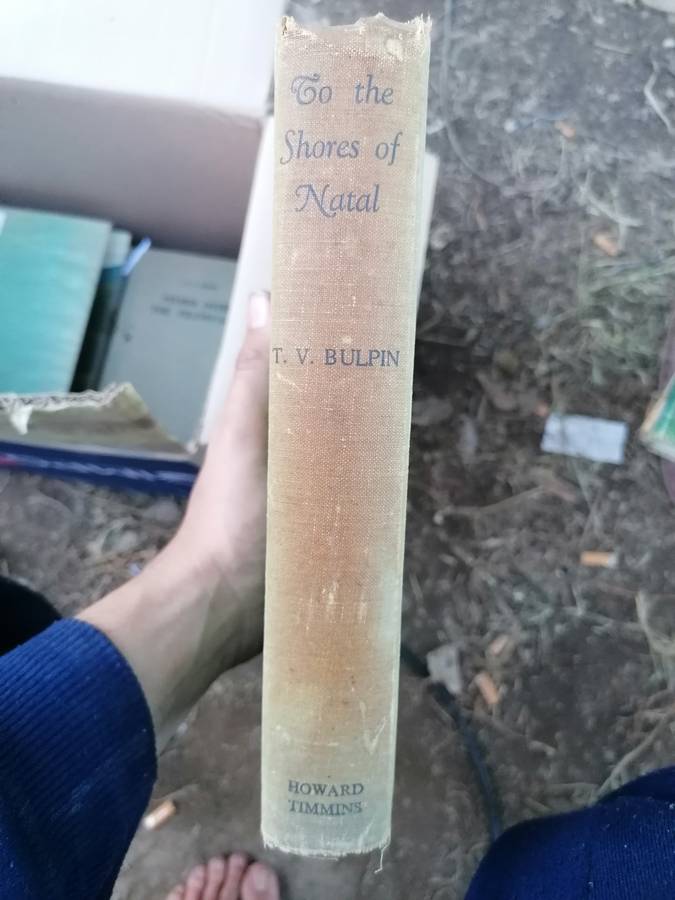 To the
Shores of
Natal
T. V. BULPIN
HOWARD
TIMMINS